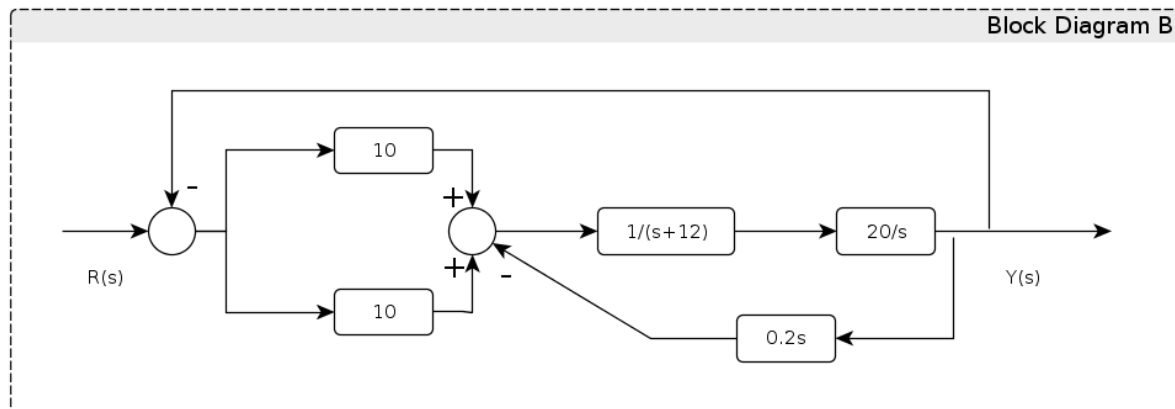 Block Diagram B
-
10
+
1/(s+12)
20/s
R(s)
+
-
Y(s)
10
0.2s